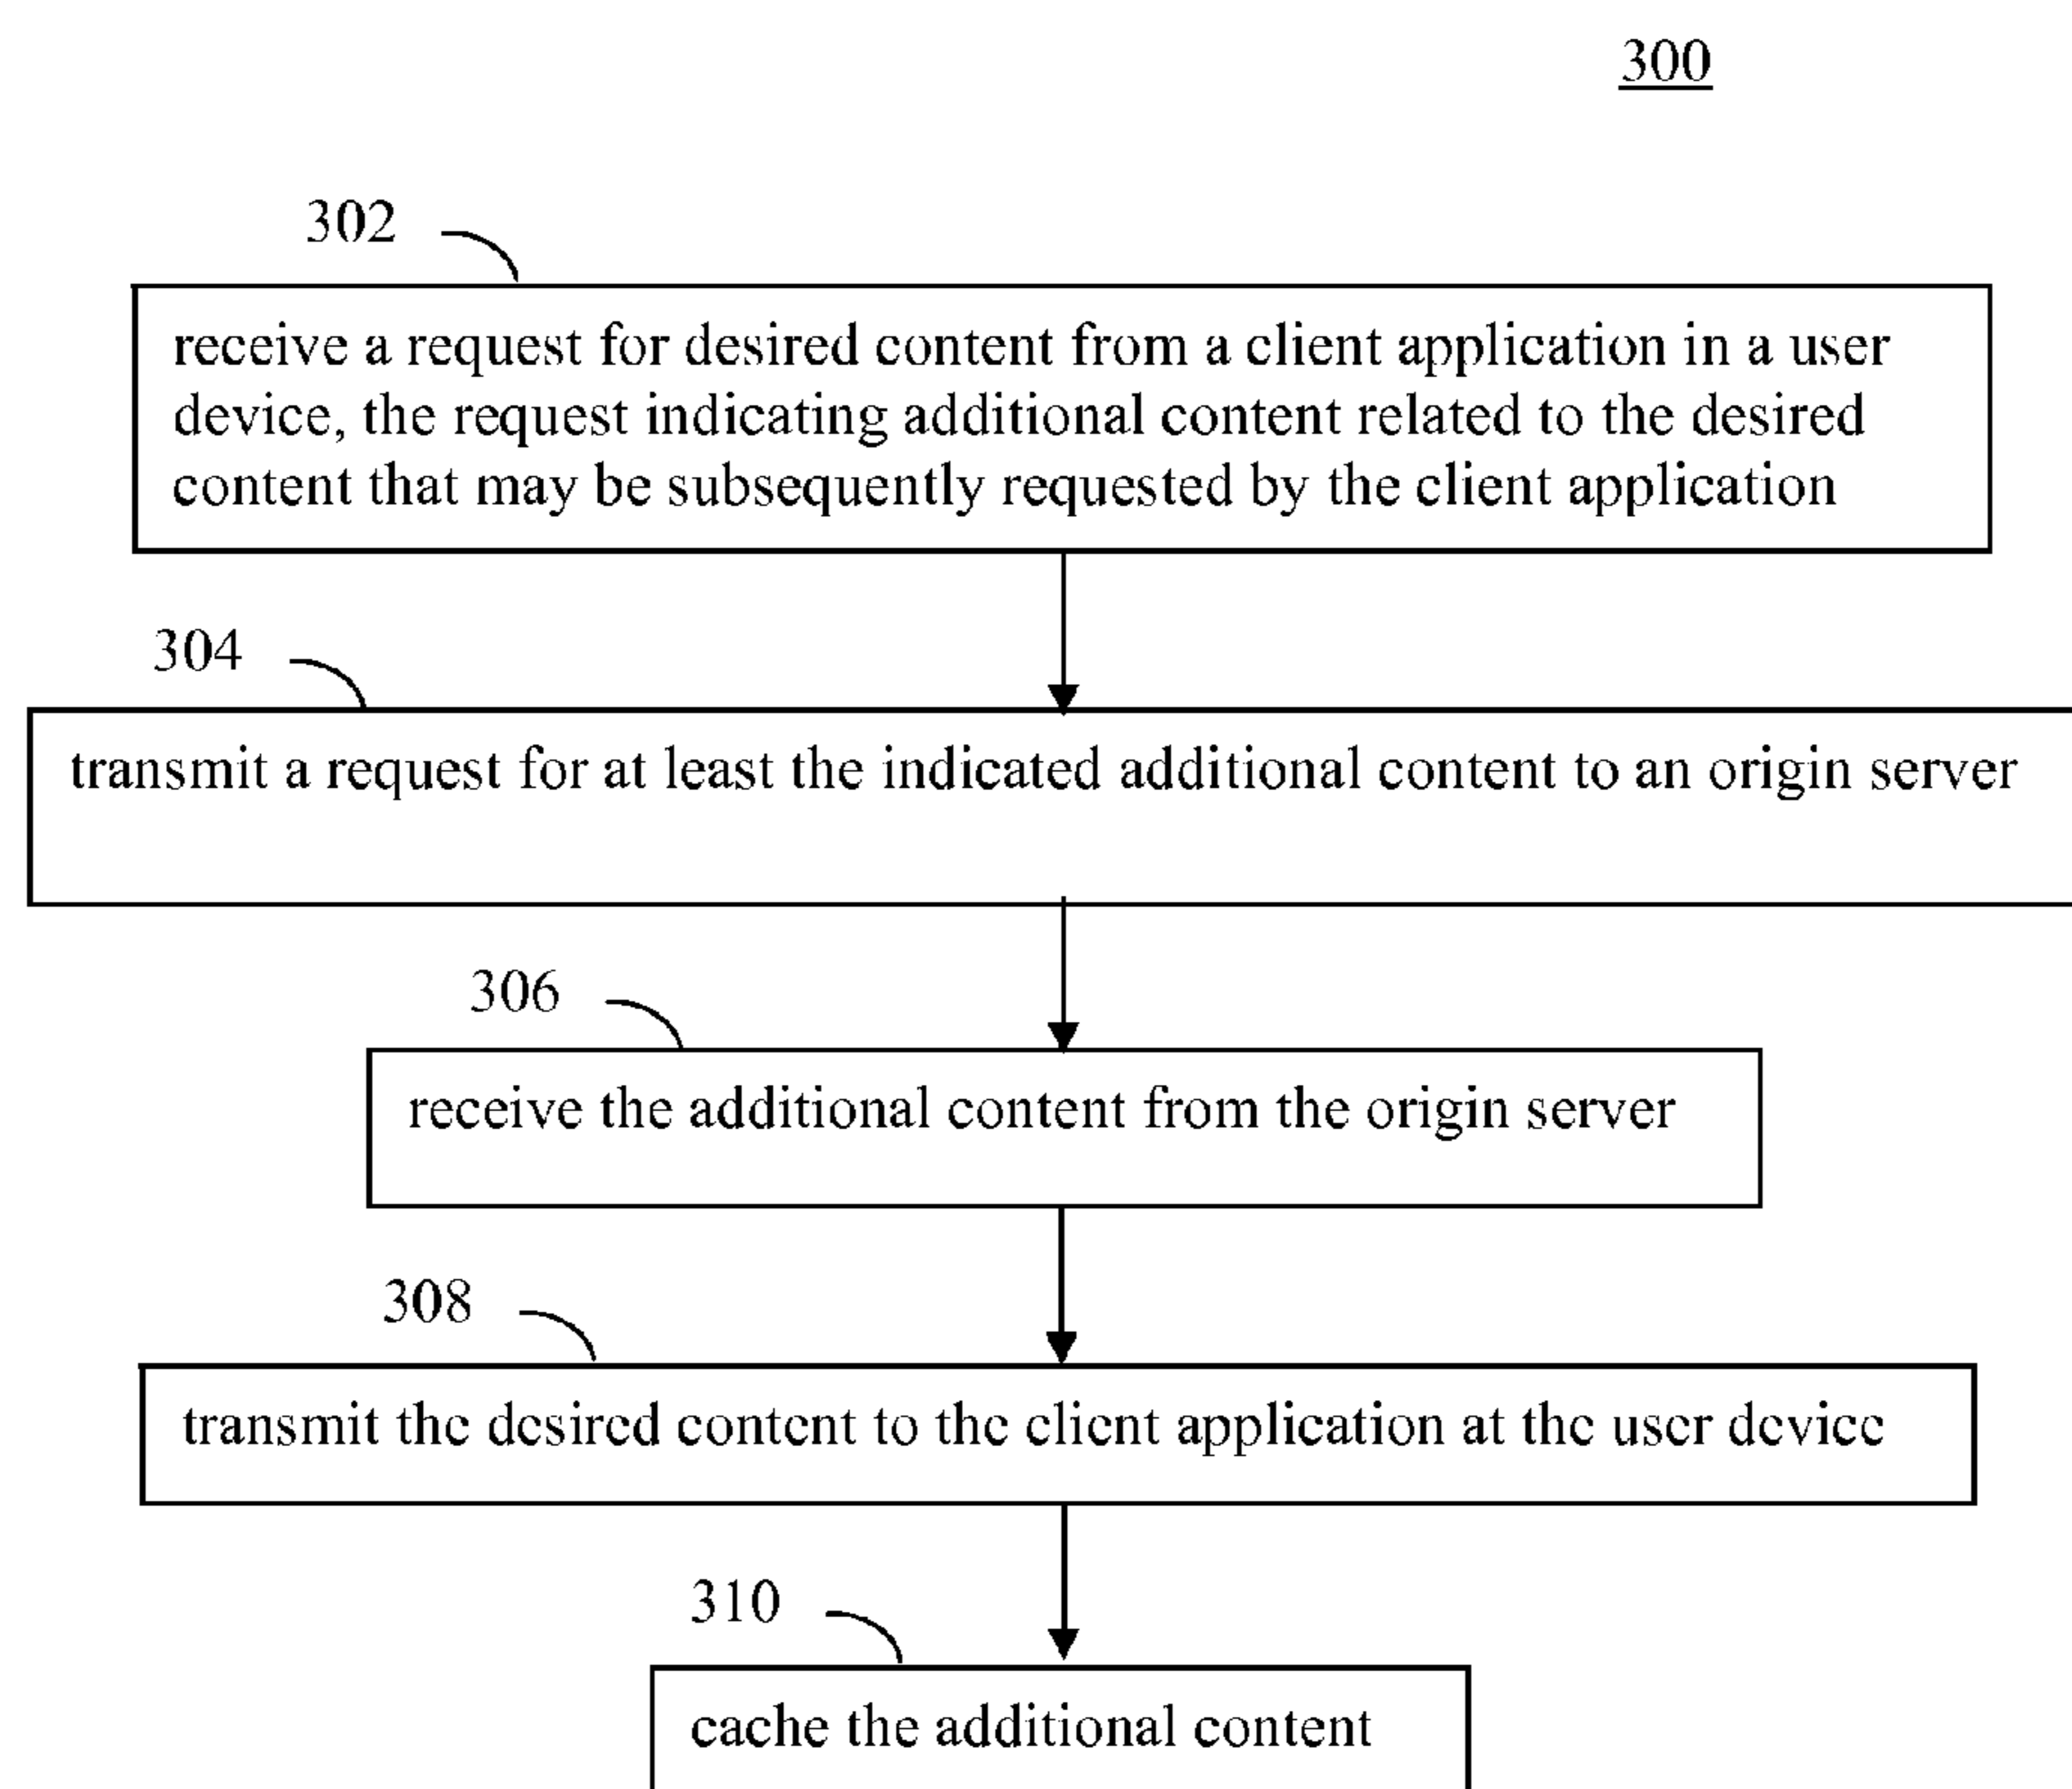 300
302
receive a request for desired content from a client application in a user
device, the request indicating additional content related to the desired
content that may be subsequently requested by the client application
304
transmit a request for at least the indicated additional content to an origin server
306
receive the additional content from the origin server
308
transmit the desired content to the client application at the user device
310
cache the additional content